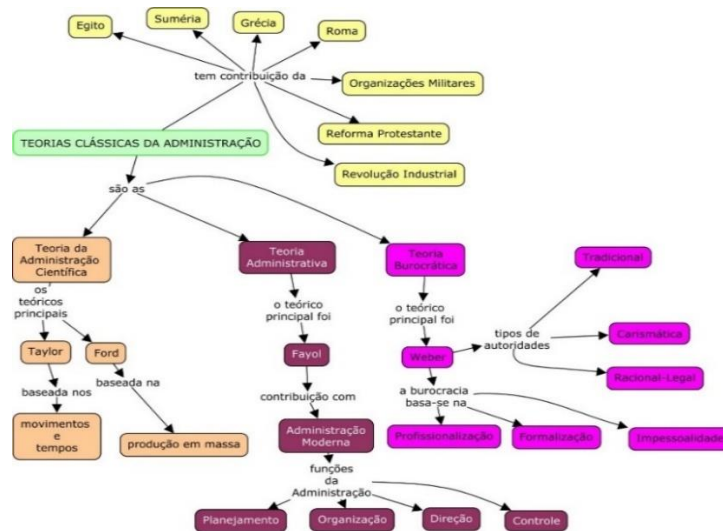 Egito
Suméria
Grécia
Roma
tem contribuição da
Organizações Militares
Reforma Protestante
Revolução Industrial
TEORIAS CLÁSSICAS DA ADMINISTRAÇÃO
são as
Teoria da
Administração
Científica
Teoria
Administrativa
Teoria
Burocrática
os
teóricos
principais
Taylor
Ford
baseada nos
baseada na
movimentos
e
tempos
produção em massa
o teórico
principal foi
Fayol
contribuição com
Administração
Moderna
funções
da
Administração
Planejamento
Organização
Direção
Controle
o teórico
principal foi
Weber
tipos de
autoridades
Tradicional
Carismática
Racional-Legal
a burocracia
basa-se na
Profissionalização
Formalização
Impessoalidade